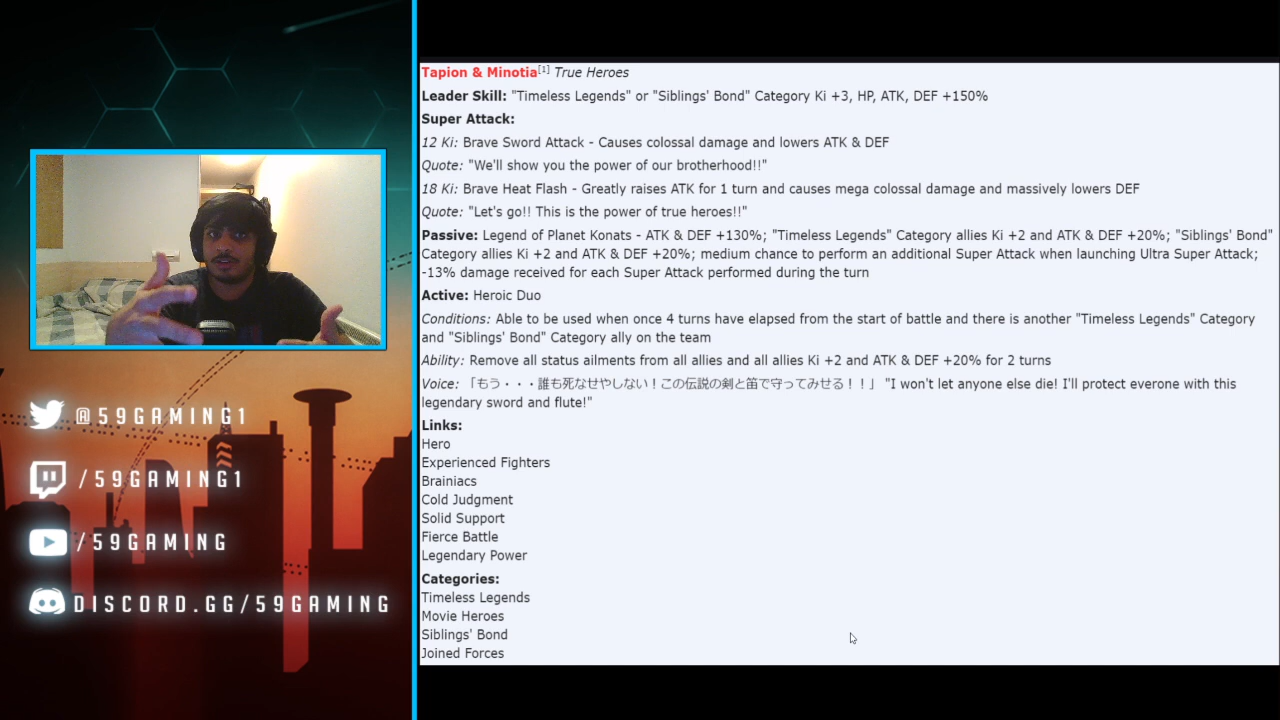 @59GAMING1
/59GAMING1
/59GAMING
DISCORD.GG/59GAMING
Tapion & Minotia[1] True Heroes
Leader Skill: "Timeless Legends" or "Siblings' Bond" Category Ki +3, HP, ATK, DEF +150%
Super Attack:
12 Ki: Brave Sword Attack - Causes colossal damage and lowers ATK & DEF
Quote: "We'll show you the power of our brotherhood!!"
18 Ki: Brave Heat Flash - Greatly raises ATK for 1 turn and causes mega colossal damage and massively lowers DEF
Quote: "Let's go!! This is the power of true heroes!!"
Passive: Legend of Planet Konats - ATK & DEF +130%; "Timeless Legends" Category allies Ki +2 and ATK & DEF +20%; "Siblings' Bond"
Category allies Ki +2 and ATK & DEF +20%; medium chance to perform an additional Super Attack when launching Ultra Super Attack;
-13% damage received for each Super Attack performed during the turn
Active: Heroic Duo
Conditions: Able to be used when once 4 turns have elapsed from the start of battle and there is another "Timeless Legends" Category
and "Siblings' Bond" Category ally on the team
Ability: Remove all status ailments from all allies and all allies Ki +2 and ATK & DEF +20% for 2 turns
Voice: 「もう・・・誰も死なせやしない！この伝説の剣と笛で守ってみせる！！」 "I won't let anyone else die! I'll protect everone with this
legendary sword and flute!"
Links:
Hero
Experienced Fighters
Brainiacs
Cold Judgment
Solid Support
Fierce Battle
Legendary Power
Categories:
Timeless Legends
Movie Heroes
Siblings' Bond
Joined Forces